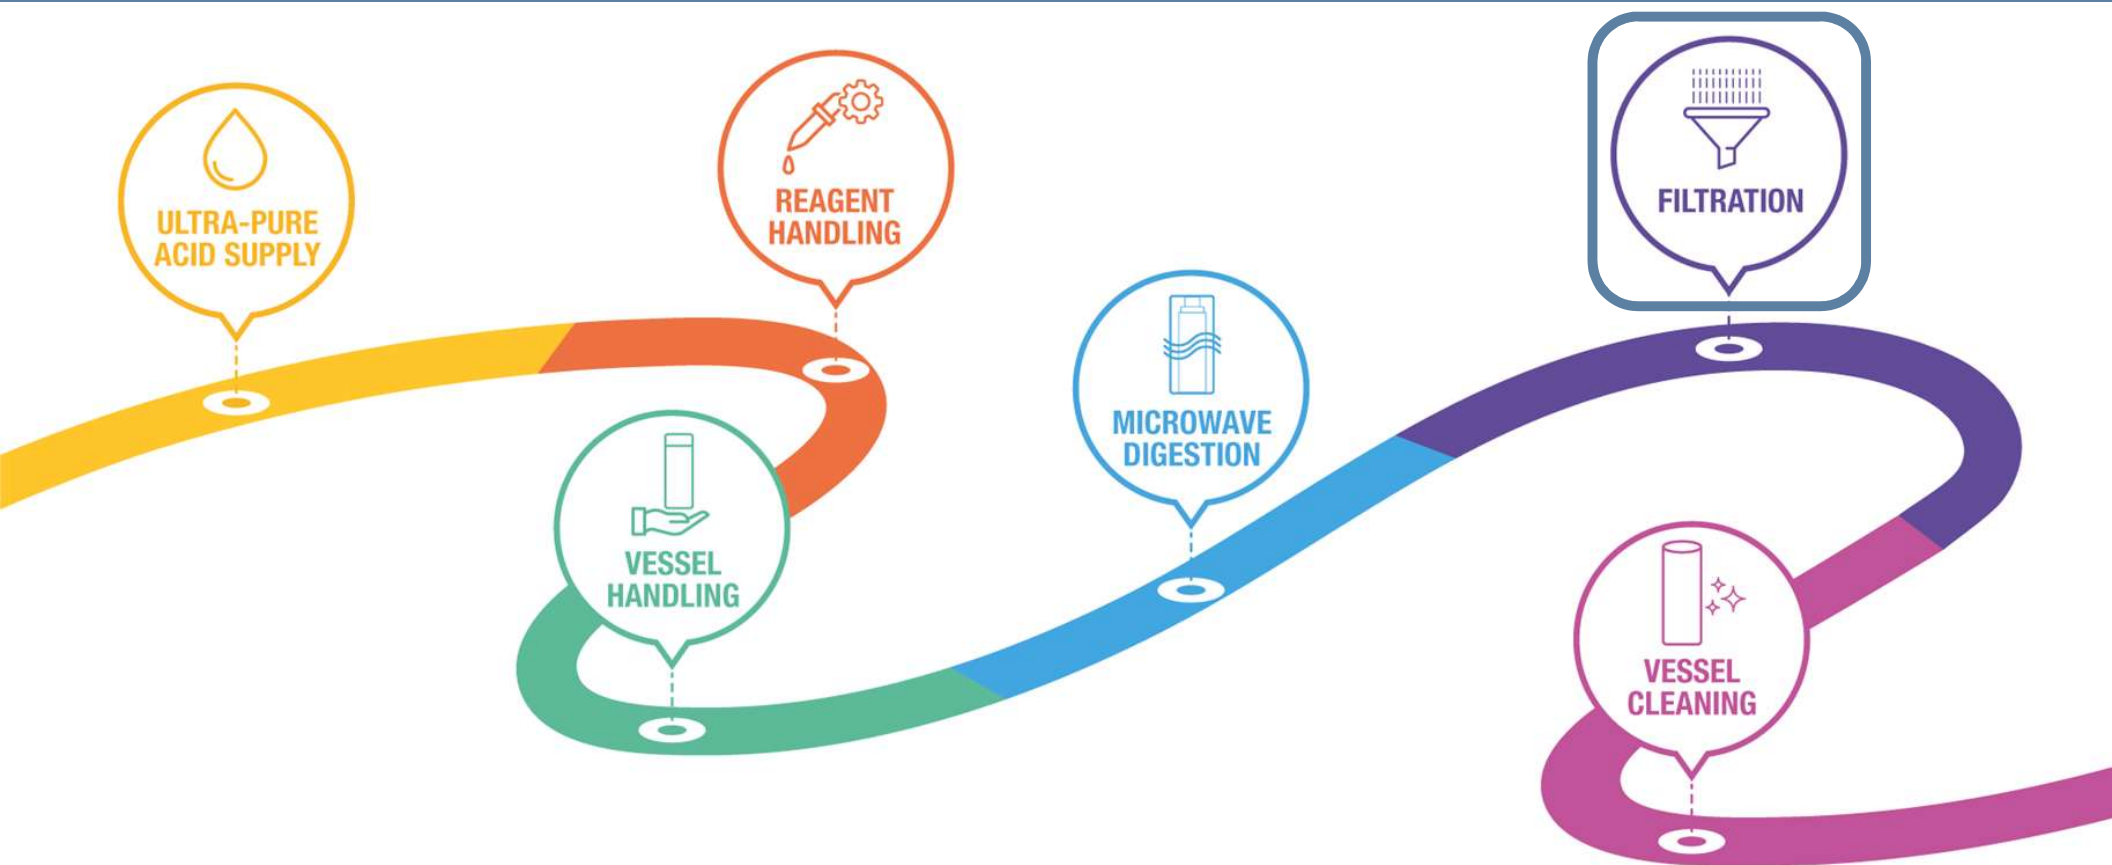 ULTRA-PURE
ACID SUPPLY
REAGENT
HANDLING
VESSEL
HANDLING
MICROWAVE
DIGESTION
FILTRATION
VESSEL
CLEANING